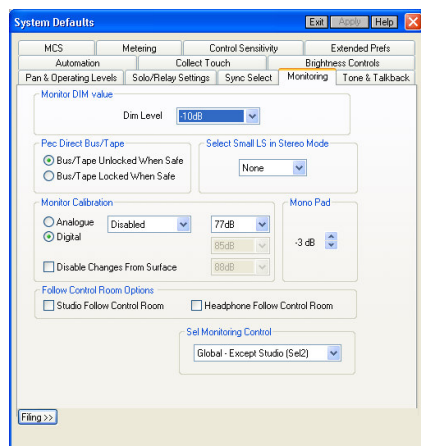 System Defaults Exit Apply Help X
MCS Metering Control Sensitivity Extended Prefs
Automation Collect Touch Brightness Controls
Pan & Operating Levels Solo/Relay Settings Sync Select Monitoring Tone & Talkback
Monitor DIM value
Dim Level -10dB
Pec Direct Bus/Tape Select Small LS in Stereo Mode
Bus/Tape Unlocked When Safe
None
Bus/Tape Locked When Safe
Monitor Calibration Mono Pad
Analogue Disabled 77dB
Digital
-3 dB
85dB
Disable Changes From Surface 88dB
Follow Control Room Options
Studio Follow Control Room Headphone Follow Control Room
Sel Monitoring Control
Global - Except Studio (Sel2)
Filing >>